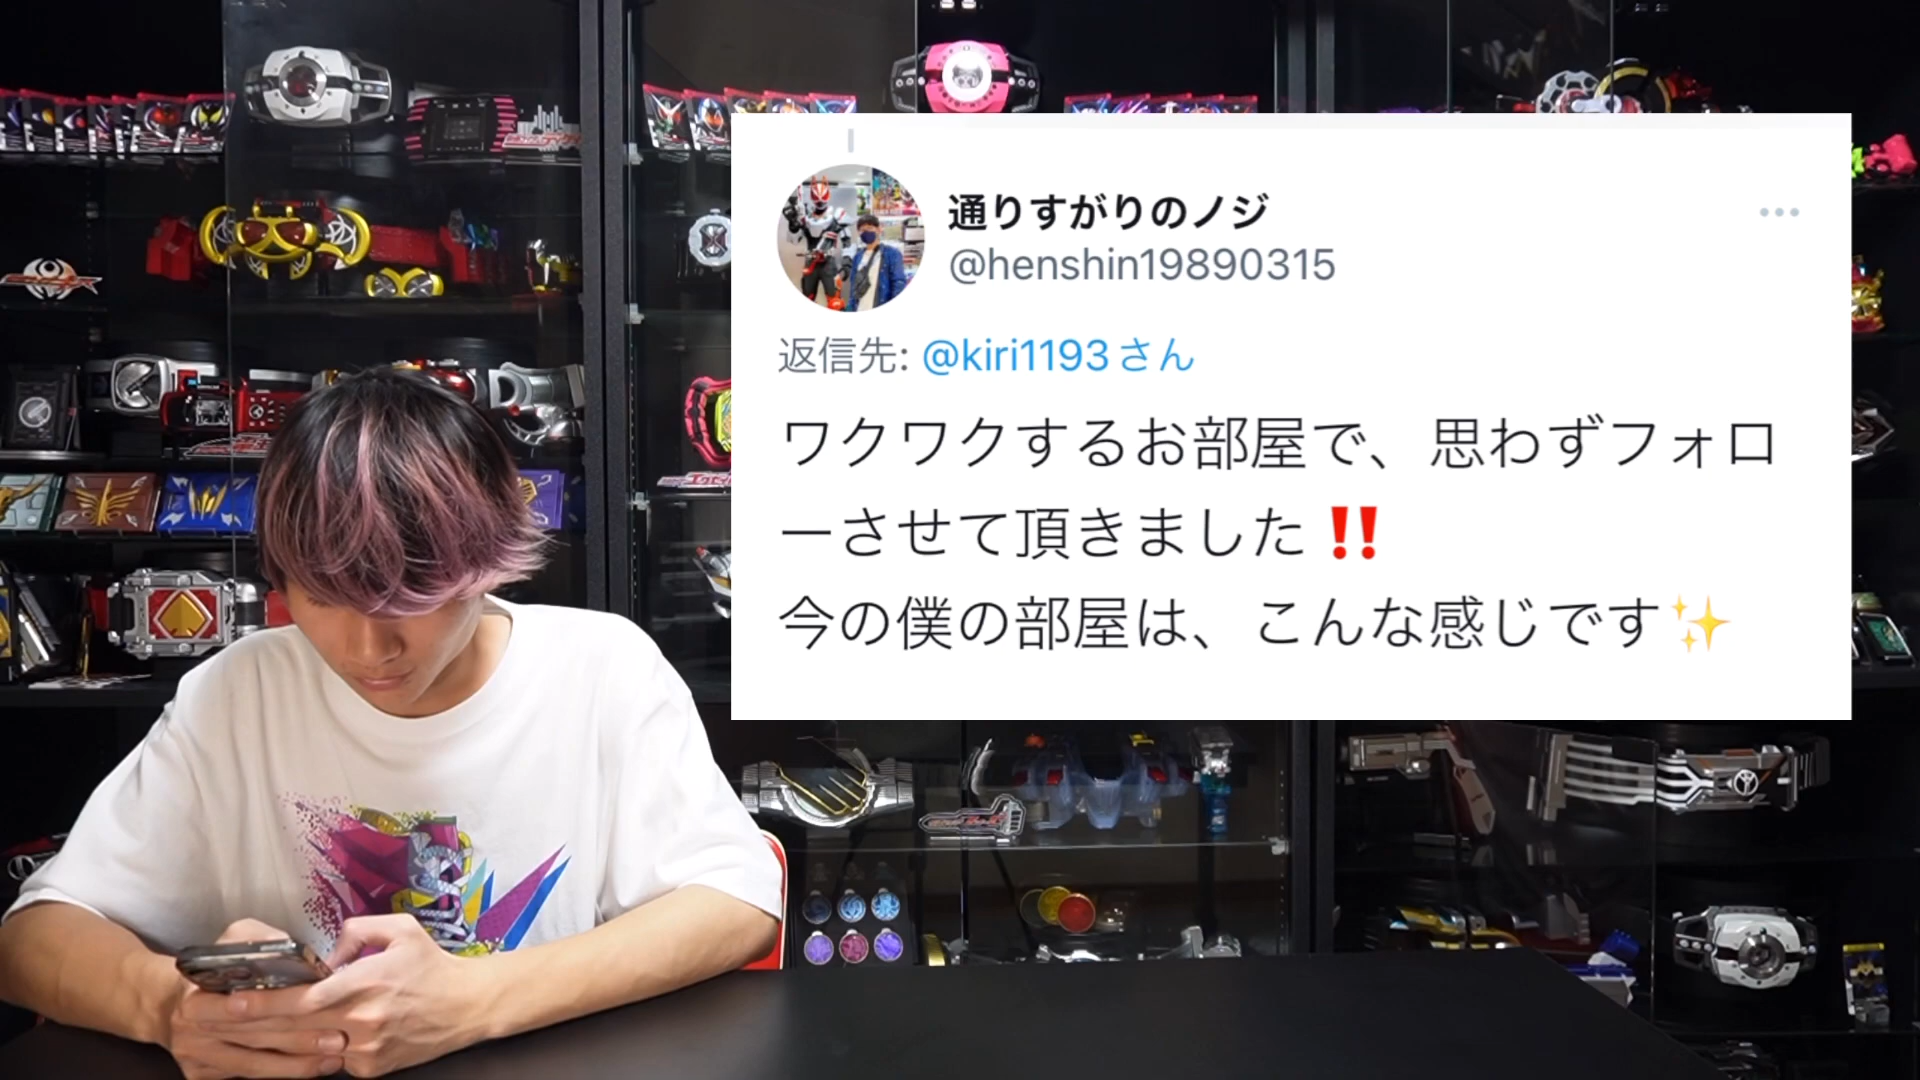 通りすがりのノジ
@henshin19890315
返信先: @kiri1193さん
ワクワクするお部屋で、思わずフォロ
ーさせて頂きました‼️
今の僕の部屋は、こんな感じです✨